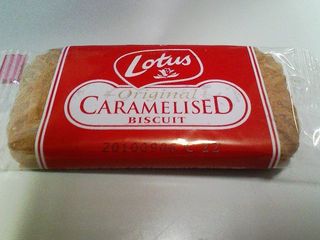 Lotus
Original
CARAMELISED
BISCUIT